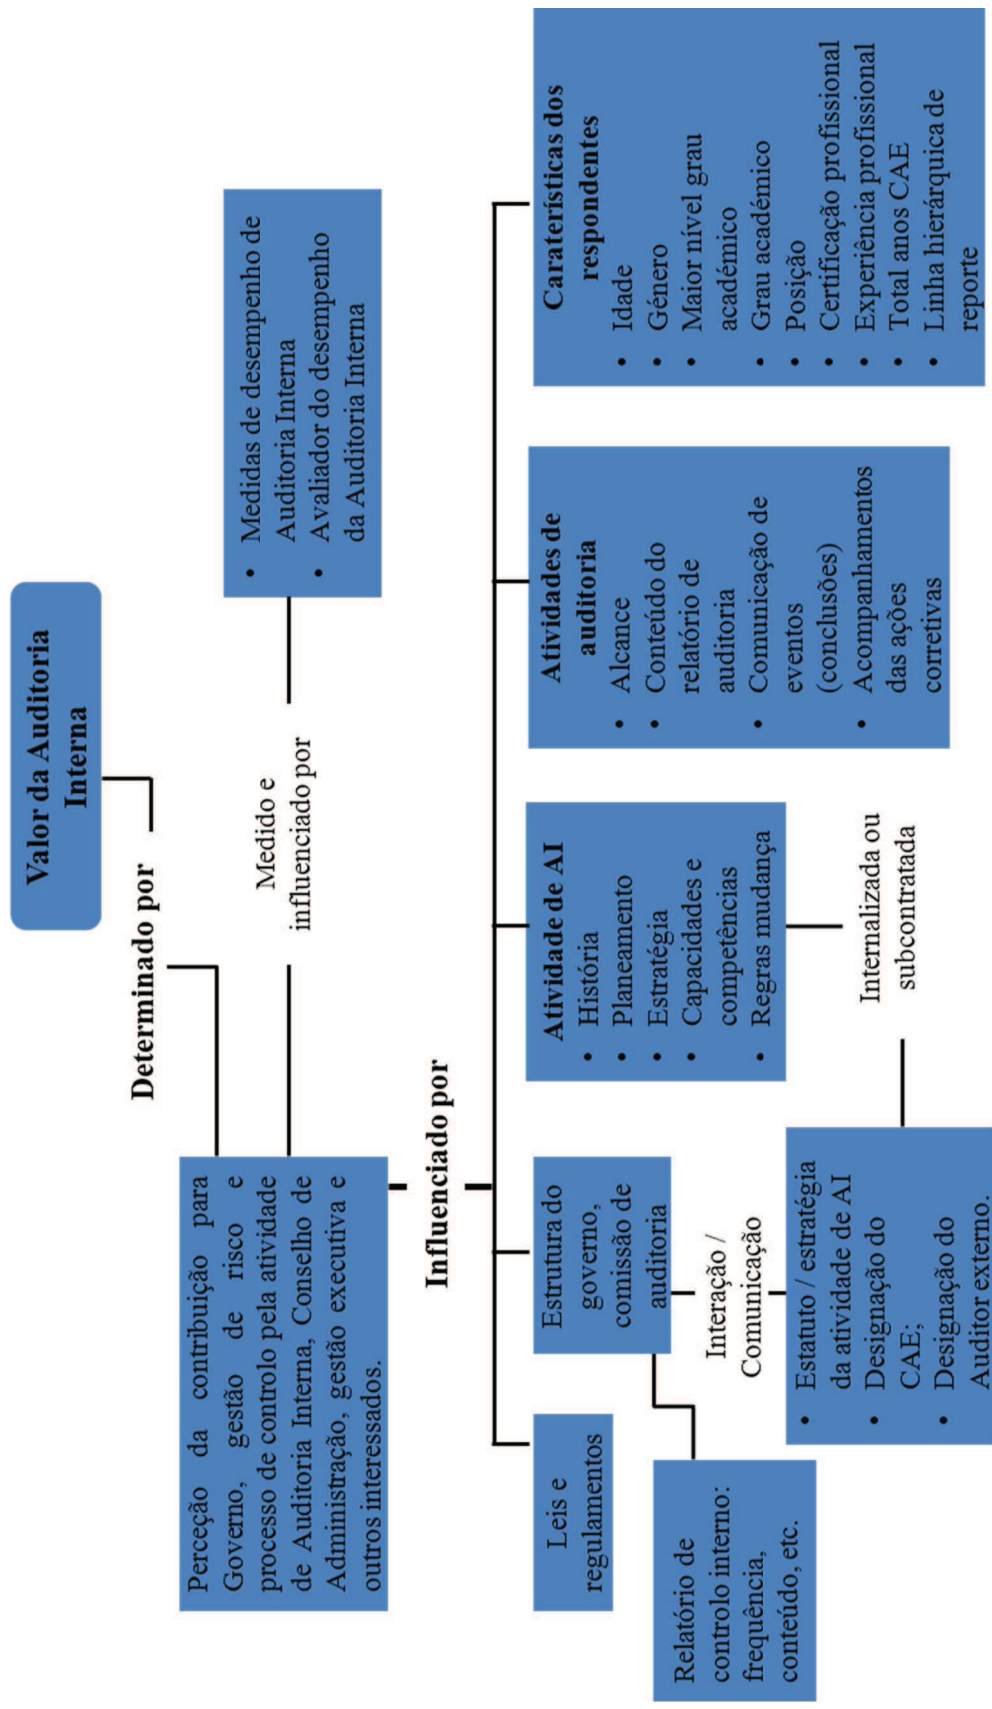 Valor da Auditoria
Interna
Determinado por
Perceção da contribuição para
Governo, gestão de risco e
processo de controlo pela atividade
de Auditoria Interna, Conselho de
Administração, gestão executiva e
outros interessados.
Medido e
influenciado por
• Medidas de desempenho de
Auditoria Interna
• Avaliador do desempenho
da Auditoria Interna
Influenciado por
Leis e
regulamentos
Estrutura do
governo,
comissão de
auditoria
Atividade de AI
• História
• Planeamento
• Estratégia
• Capacidades e
competências
• Regras mudança
Atividades de
auditoria
• Alcance
• Conteúdo do
relatório de
auditoria
• Comunicação de
eventos
(conclusões)
• Acompanhamentos
das ações
corretivas
Caraterísticas dos
respondentes
• Idade
• Género
• Maior nível grau
académico
• Grau académico
• Posição
• Certificação profissional
• Experiência profissional
• Total anos CAE
• Linha hierárquica de
reporte
Relatório de
controlo interno:
frequência,
conteúdo, etc.
Interação /
Comunicação
• Estatuto / estratégia
da atividade de AI
• Designação do
CAE;
• Designação do
Auditor externo.
Internalizada ou
subcontratada